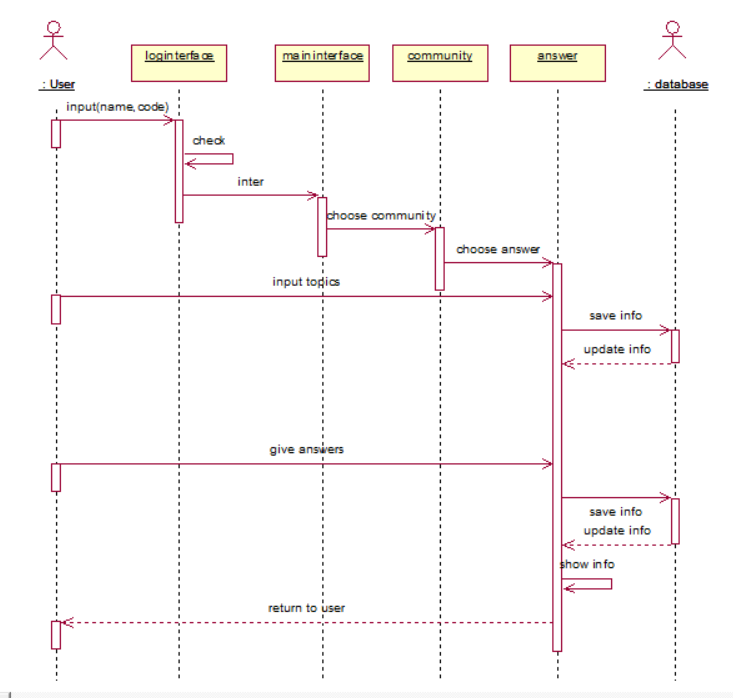 loginterface
maininterface
community
answer
: User
: database
input(name,code)
check
inter
choose community
choose answer
input topics
save info
update info
give answers
save info
update info
show info
return to user